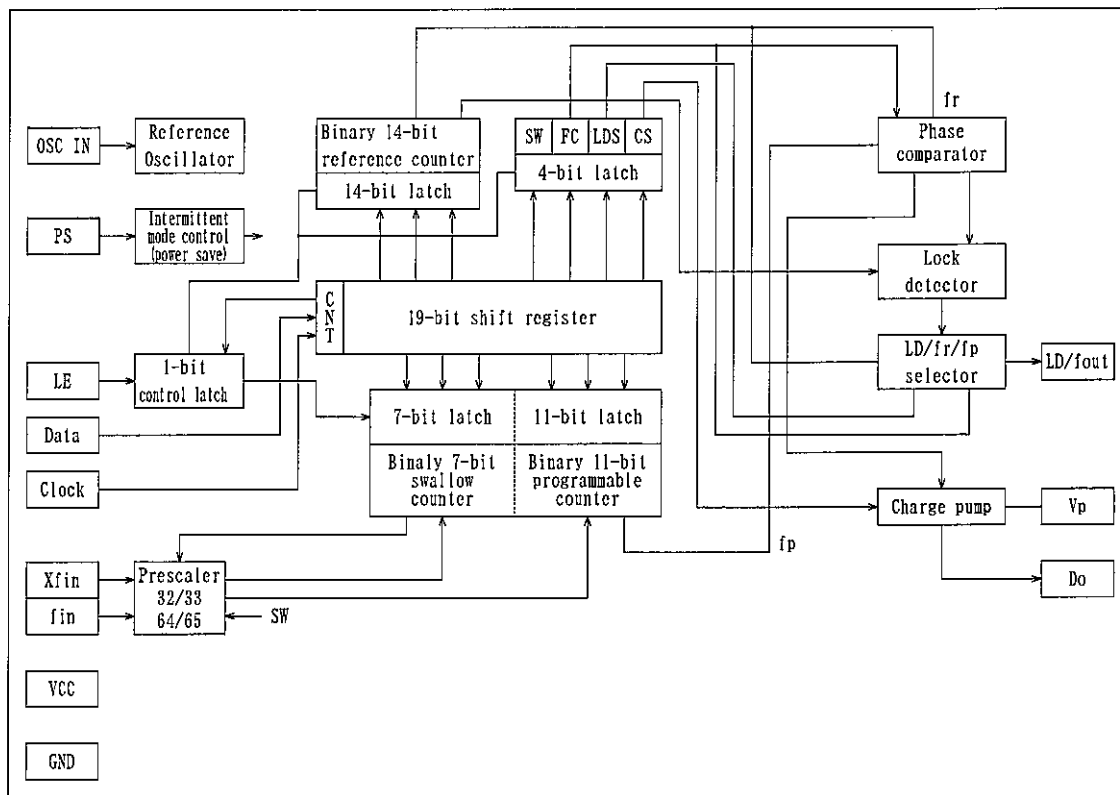 fr
OSC IN
Reference
Oscillator
Binary 14-bit
reference counter
14-bit latch
SW
FC
LDS
CS
4-bit latch
Phase
comparator
PS
Intermittent
mode control
(power save)
Lock
detector
CNT
19-bit shift register
LE
1-bit
control latch
LD/fr/fp
selector
LD/fout
Data
7-bit latch
11-bit latch
Clock
Binaly 7-bit
swallow
counter
Binary 11-bit
programmable
counter
Charge pump
Vp
fp
Xfin
fin
Prescaler
32/33
64/65
SW
Do
VCC
GND